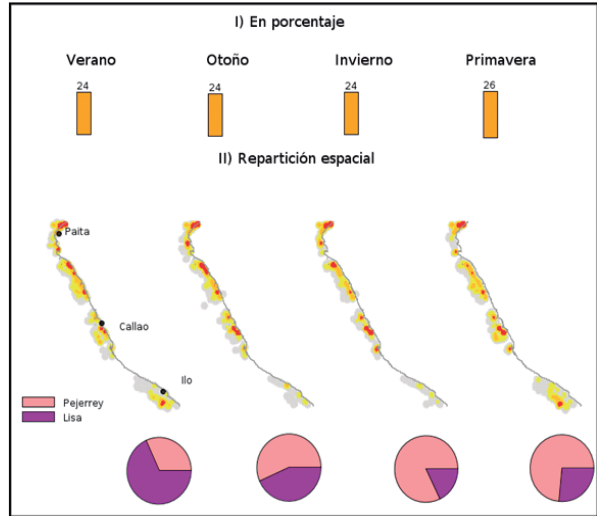 I) En porcentaje
Verano Otoño Invierno Primavera
24 24 24 26
II) Repartición espacial
Paita
Callao
Ilo
Pejerrey
Lisa